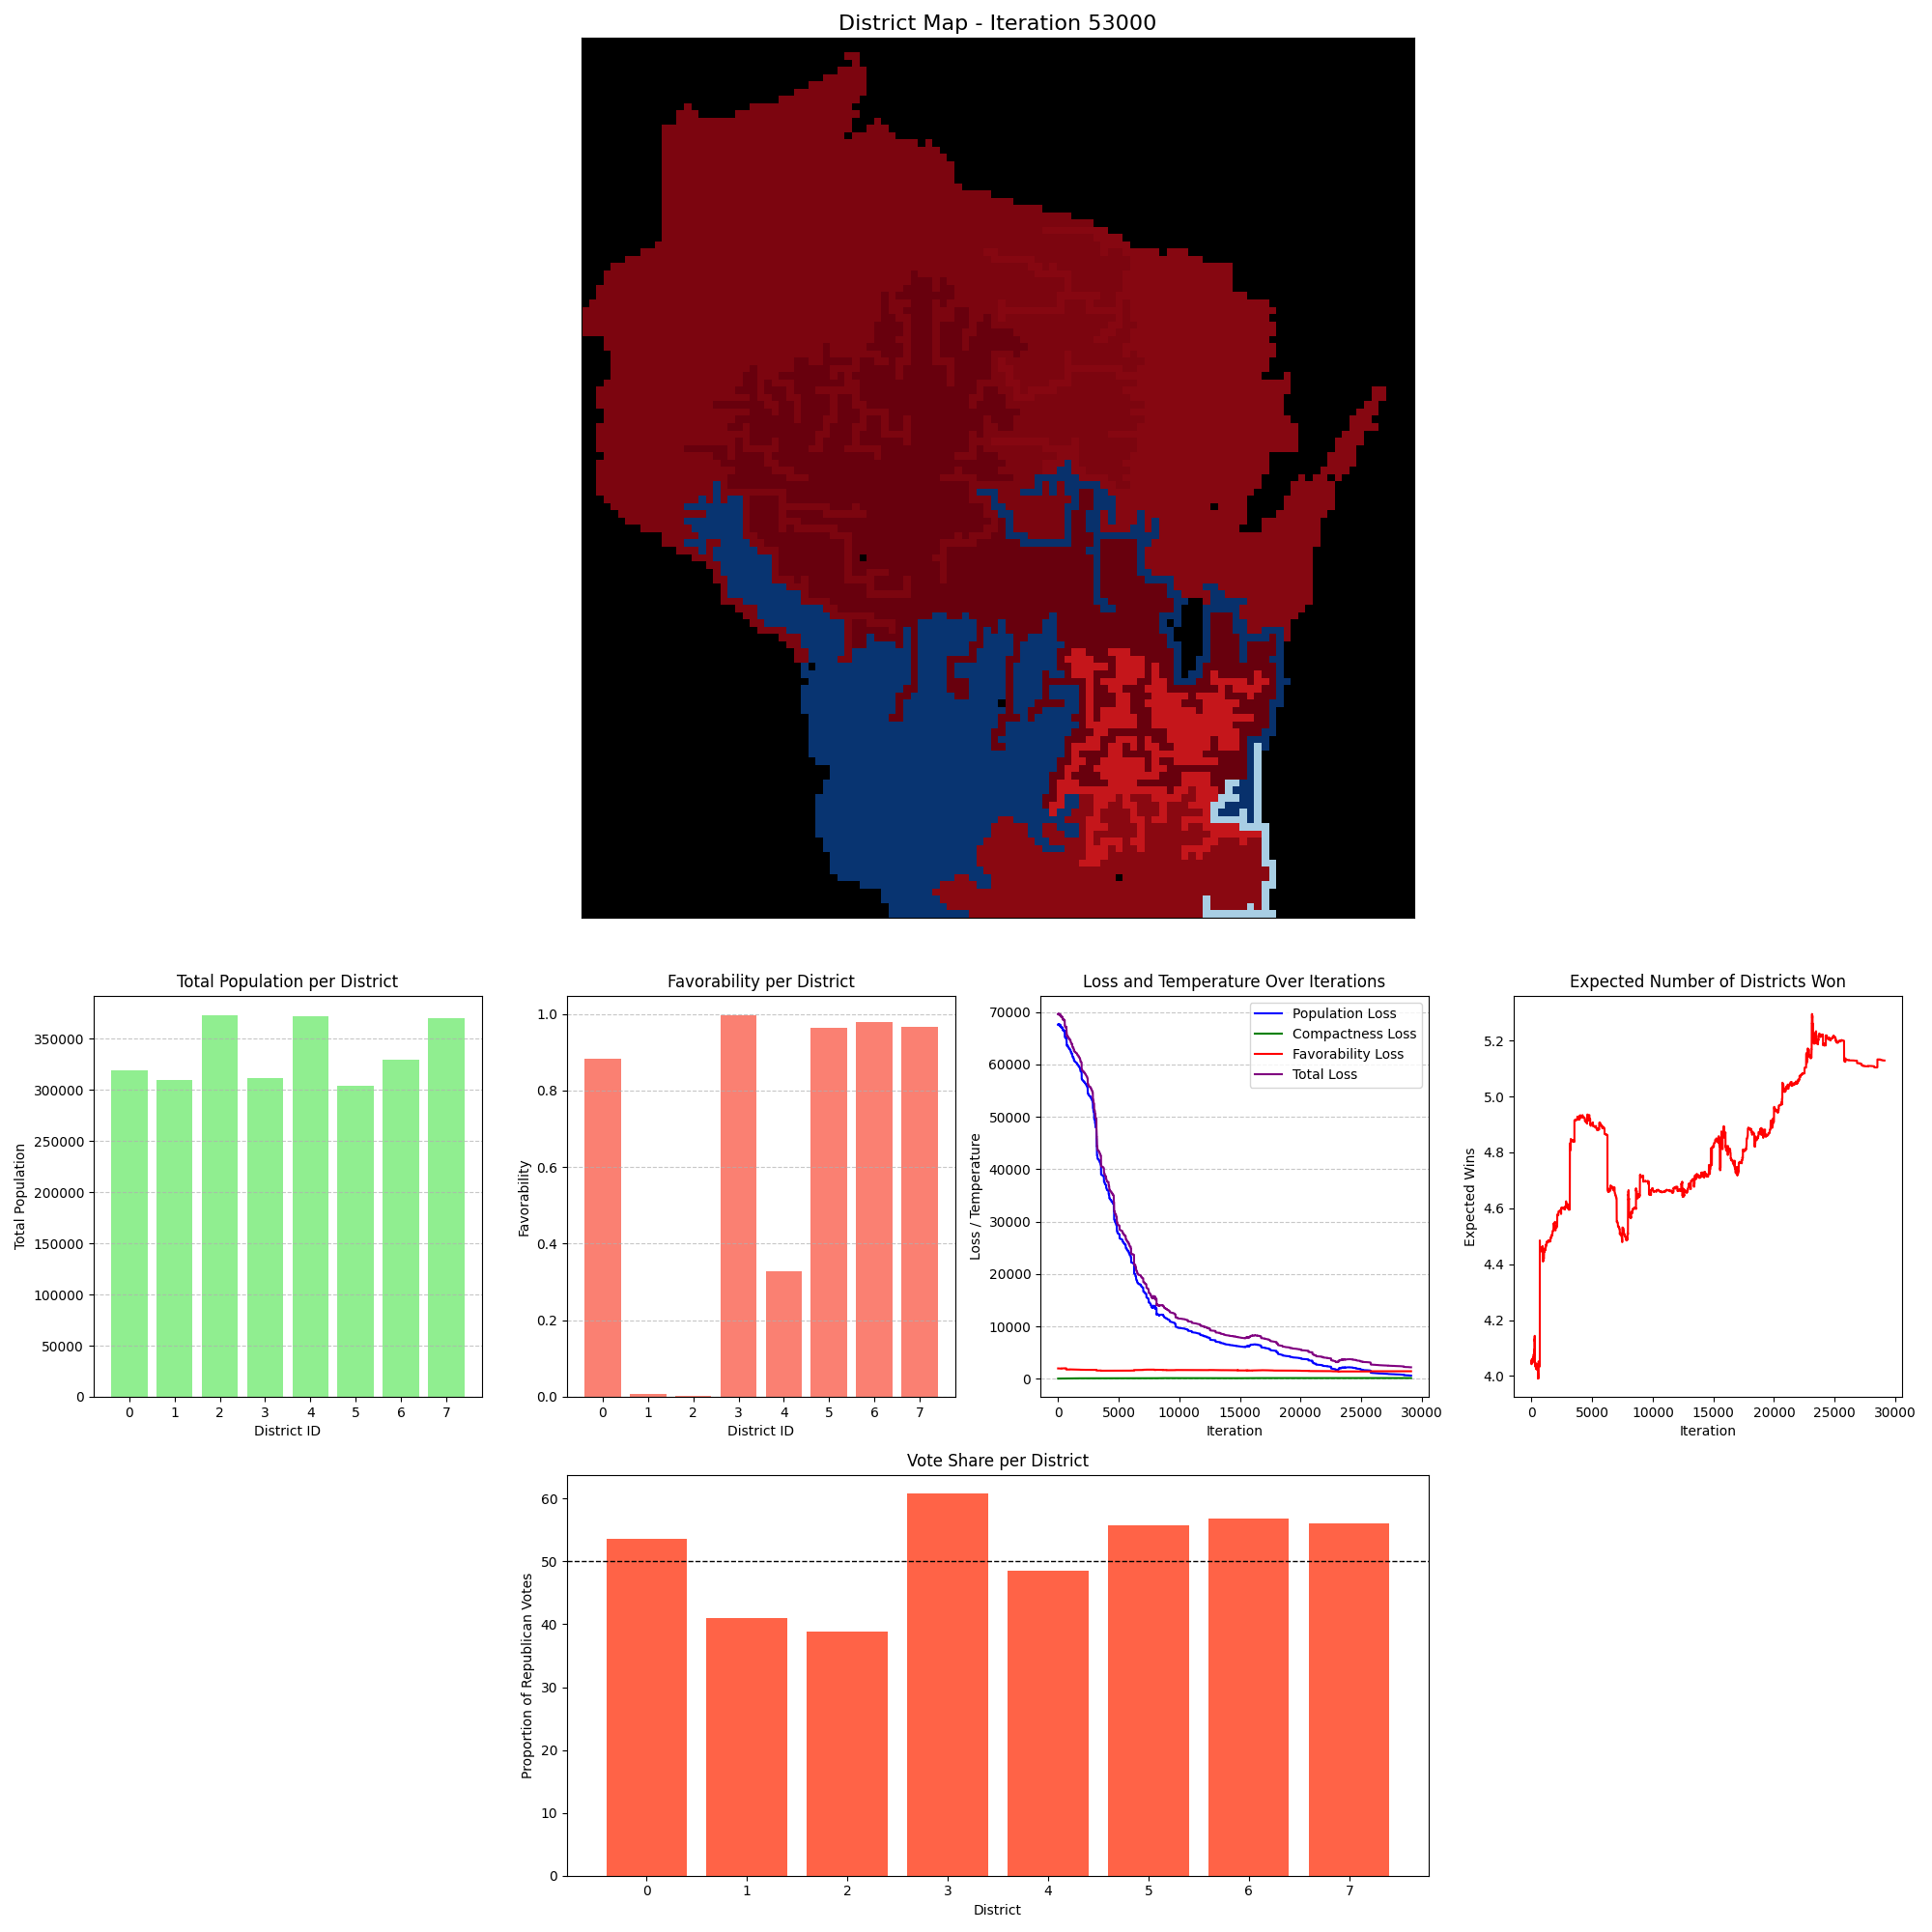 District Map - Iteration 53000
Total Population per District
Total Population
350000
300000
250000
200000
150000
100000
50000
0
0 1 2 3 4 5 6 7
District ID
Favorability per District
Favorability
1.0
0.8
0.6
0.4
0.2
0.0
0 1 2 3 4 5 6 7
District ID
Loss and Temperature Over Iterations
Loss / Temperature
70000
60000
50000
40000
30000
20000
10000
0
Population Loss
Compactness Loss
Favorability Loss
Total Loss
0 5000 10000 15000 20000 25000 30000
Iteration
Expected Number of Districts Won
Expected Wins
5.2
5.0
4.8
4.6
4.4
4.2
4.0
0 5000 10000 15000 20000 25000 30000
Iteration
Vote Share per District
Proportion of Republican Votes
60
50
40
30
20
10
0
0 1 2 3 4 5 6 7
District